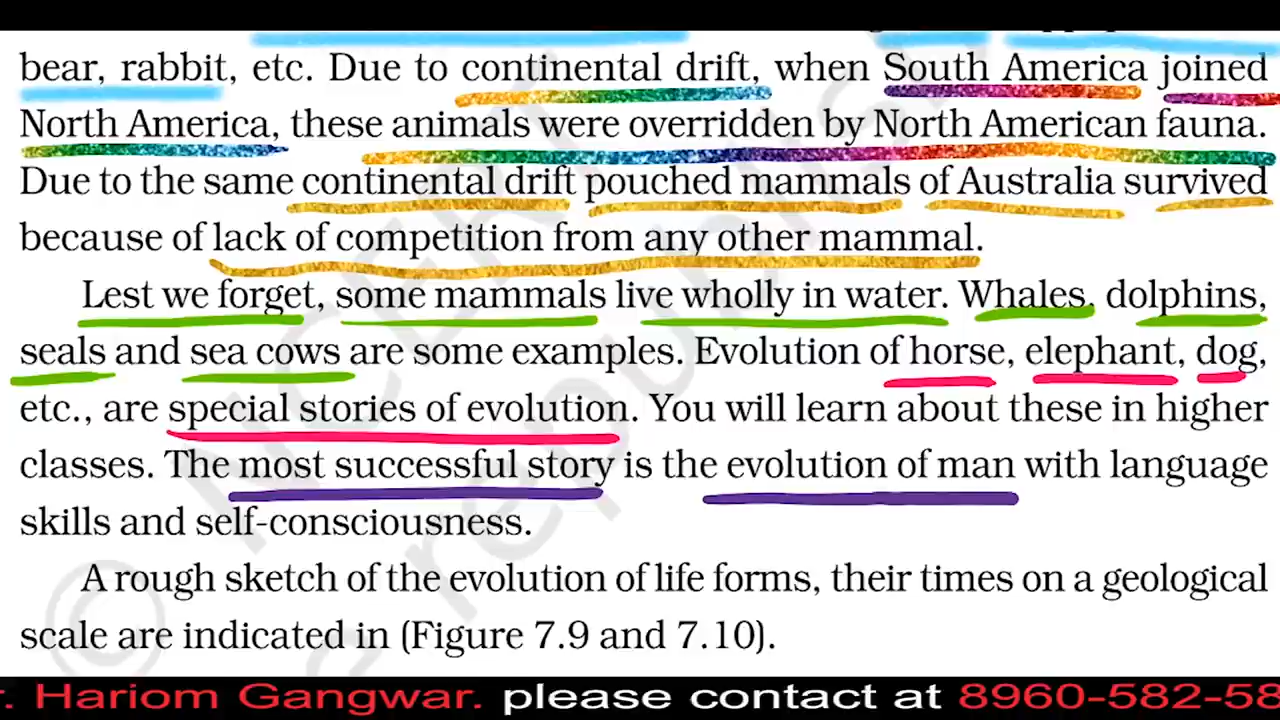 bear, rabbit, etc. Due to continental drift, when South America joined
North America, these animals were overridden by North American fauna.
Due to the same continental drift pouched mammals of Australia survived
because of lack of competition from any other mammal.
Lest we forget, some mammals live wholly in water. Whales, dolphins,
seals and sea cows are some examples. Evolution of horse, elephant, dog,
etc., are special stories of evolution. You will learn about these in higher
classes. The most successful story is the evolution of man with language
skills and self-consciousness.
A rough sketch of the evolution of life forms, their times on a geological
scale are indicated in (Figure 7.9 and 7.10).
r. Hariom Gangwar. please contact at 8960-582-58